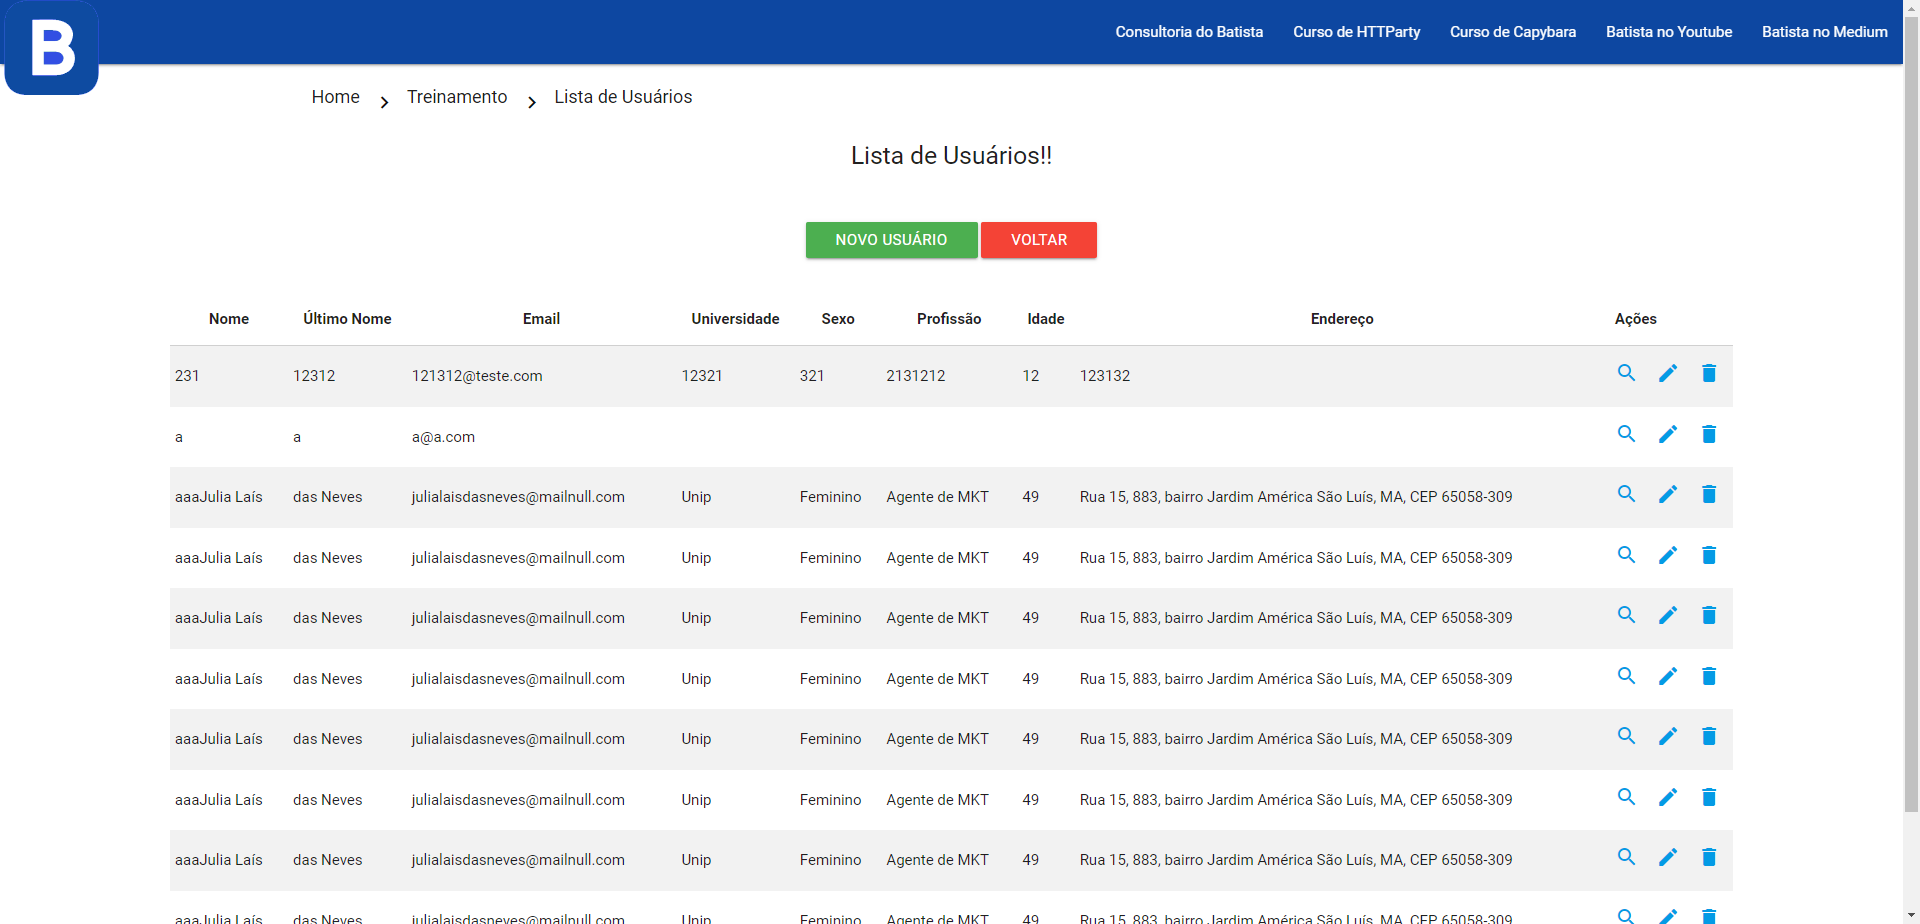 B
Consultoria do Batista Curso de HTTParty Curso de Capybara Batista no Youtube Batista no Medium
Home Treinamento Lista de Usuários
Lista de Usuários!!
NOVO USUÁRIO VOLTAR
Nome Último Nome Email Universidade Sexo Profissão Idade Endereço Ações
231 12312 121312@teste.com 12321 321 2131212 12 123132
a a a@a.com
aaaJulia Laís das Neves julialaisdasneves@mailnull.com Unip Feminino Agente de MKT 49 Rua 15, 883, bairro Jardim América São Luís, MA, CEP 65058-309
aaaJulia Laís das Neves julialaisdasneves@mailnull.com Unip Feminino Agente de MKT 49 Rua 15, 883, bairro Jardim América São Luís, MA, CEP 65058-309
aaaJulia Laís das Neves julialaisdasneves@mailnull.com Unip Feminino Agente de MKT 49 Rua 15, 883, bairro Jardim América São Luís, MA, CEP 65058-309
aaaJulia Laís das Neves julialaisdasneves@mailnull.com Unip Feminino Agente de MKT 49 Rua 15, 883, bairro Jardim América São Luís, MA, CEP 65058-309
aaaJulia Laís das Neves julialaisdasneves@mailnull.com Unip Feminino Agente de MKT 49 Rua 15, 883, bairro Jardim América São Luís, MA, CEP 65058-309
aaaJulia Laís das Neves julialaisdasneves@mailnull.com Unip Feminino Agente de MKT 49 Rua 15, 883, bairro Jardim América São Luís, MA, CEP 65058-309
aaaJulia Laís das Neves julialaisdasneves@mailnull.com Unip Feminino Agente de MKT 49 Rua 15, 883, bairro Jardim América São Luís, MA, CEP 65058-309
aaaJulia Laís das Neves julialaisdasneves@mailnull.com Unip Feminino Agente de MKT 49 Rua 15, 883, bairro Jardim América São Luís, MA, CEP 65058-309